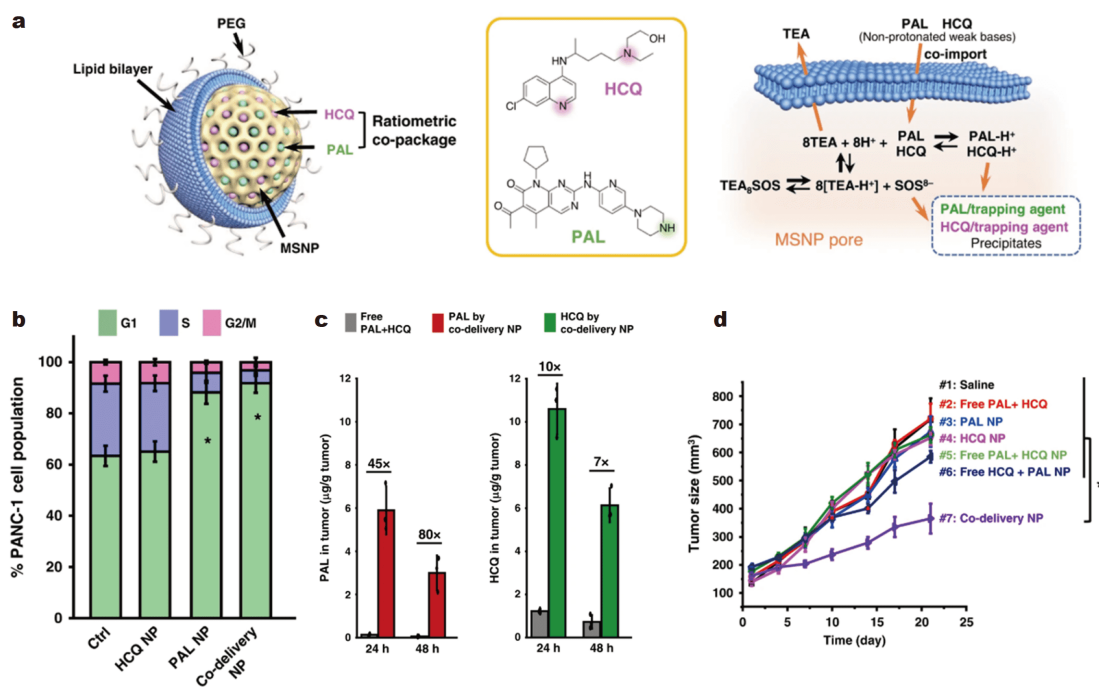 a
PEG
Lipid bilayer
HCQ
PAL
Ratiometric
co-package
MSNP
HN
OH
N
Cl
N
HCQ
O
N
N
H
N
N
O
N
N
NH
PAL
TEA
PAL HCQ
(Non-protonated weak bases)
co-import
8TEA + 8H⁺ +
PAL
HCQ
PAL-H⁺
HCQ-H⁺
TEA₈SOS
8[TEA-H⁺] + SOS⁸⁻
PAL/trapping agent
HCQ/trapping agent
Precipitates
MSNP pore
b
G1
S
G2/M
% PANC-1 cell population
100
80
60
40
20
0
*
*
Ctrl
HCQ NP
PAL NP
Co-delivery
NP
c
Free
PAL+HCQ
PAL by
co-delivery NP
HCQ by
co-delivery NP
PAL in tumor (μg/g tumor)
12
8
6
4
2
0
45×
80×
24 h
48 h
HCQ in tumor (μg/g tumor)
12
10
8
6
4
2
0
10×
7×
24 h
48 h
d
Tumor size (mm³)
800
700
600
500
400
300
200
100
0
5
10
15
20
25
Time (day)
#1: Saline
#2: Free PAL+ HCQ
#3: PAL NP
#4: HCQ NP
#5: Free PAL+ HCQ NP
#6: Free HCQ + PAL NP
#7: Co-delivery NP
*